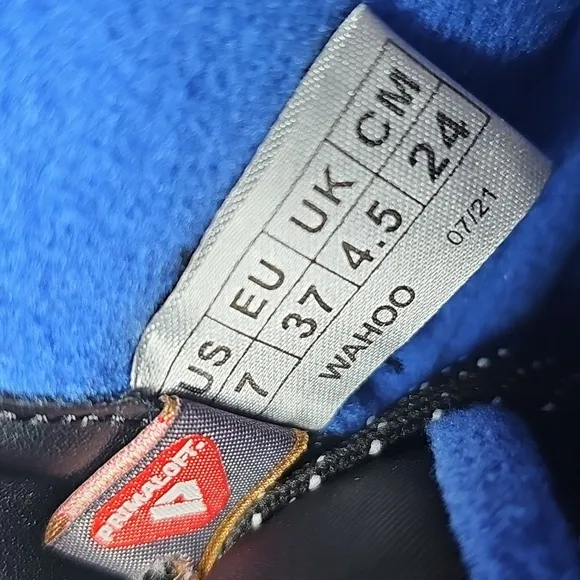 US EU UK CM
7 37 4.5 24
WAHOO 07/21
PRIMALOFT